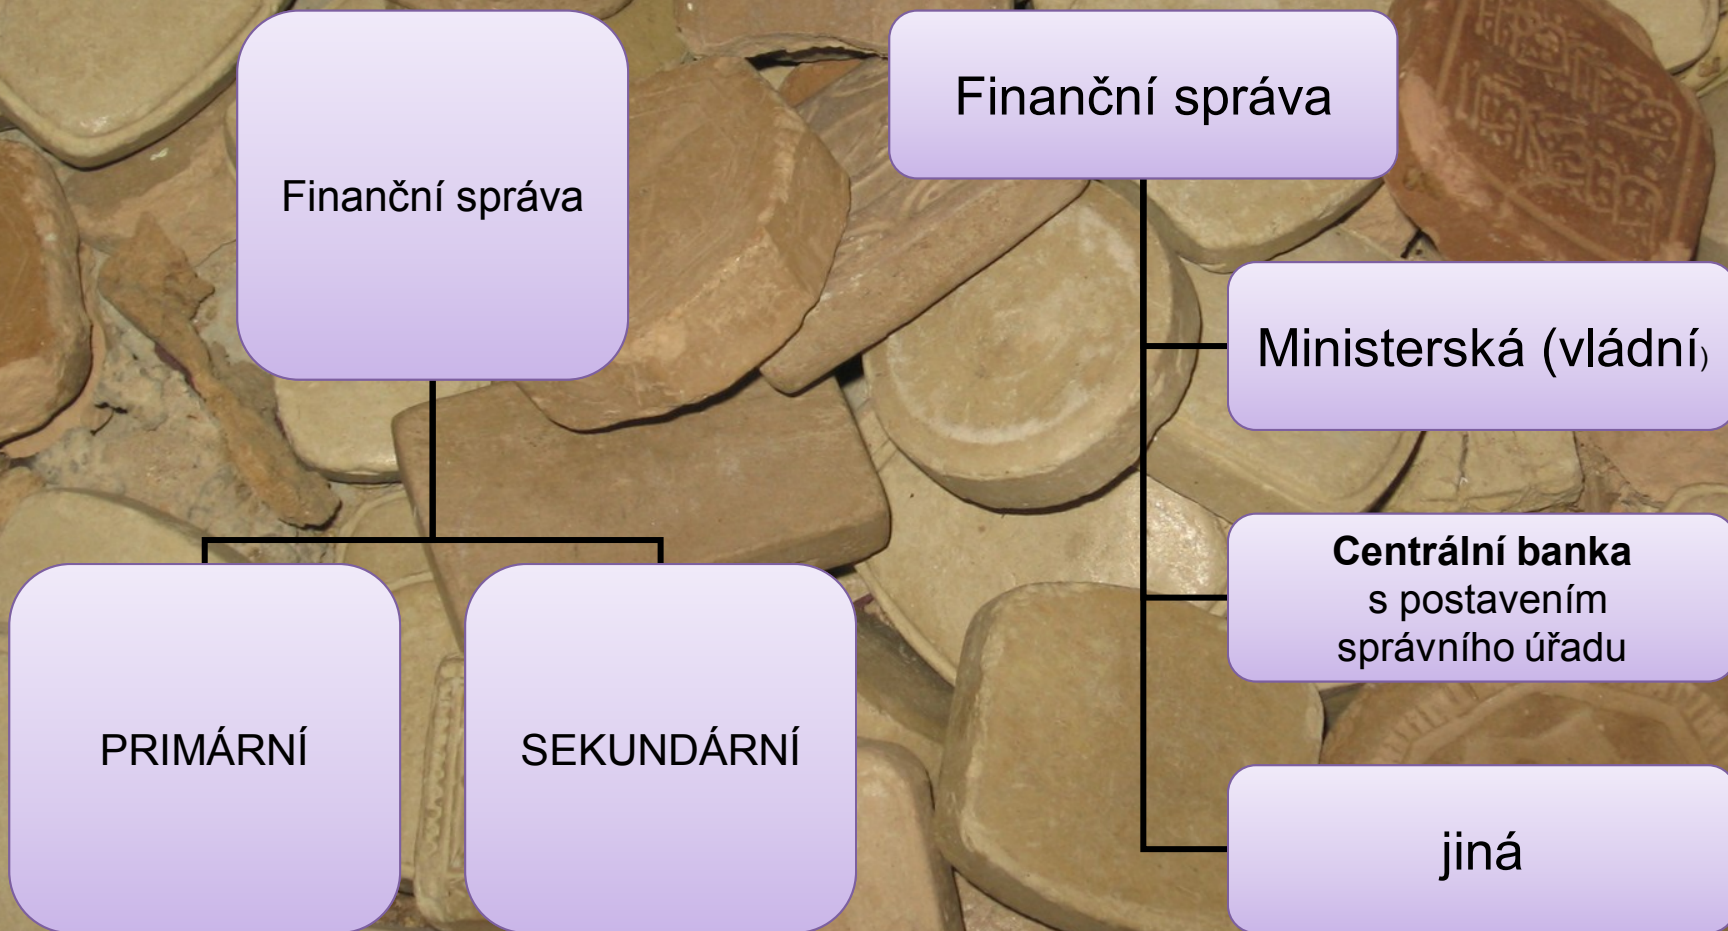 Finanční správa
PRIMÁRNÍ
SEKUNDÁRNÍ
Finanční správa
Ministerská (vládní)
Centrální banka
s postavením
správního úřadu
jiná